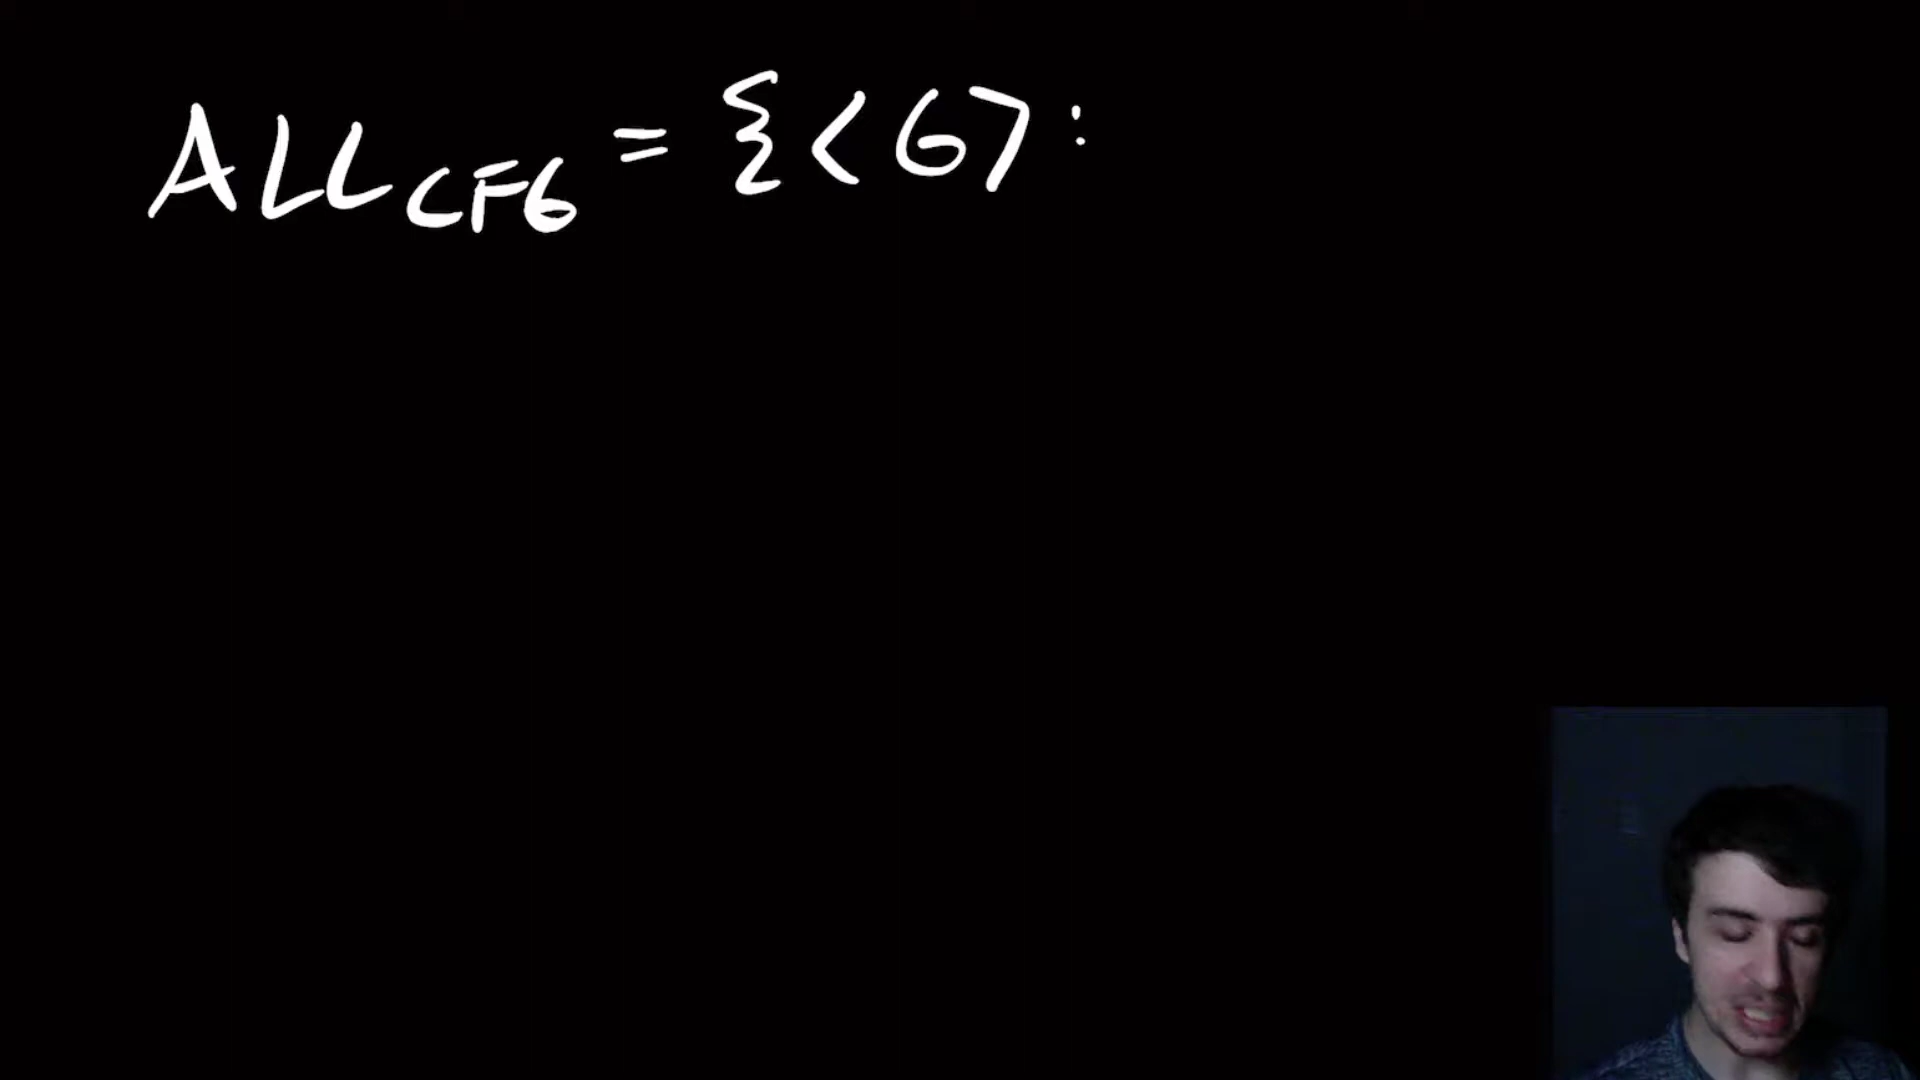 ALL_CFG = {<G> :